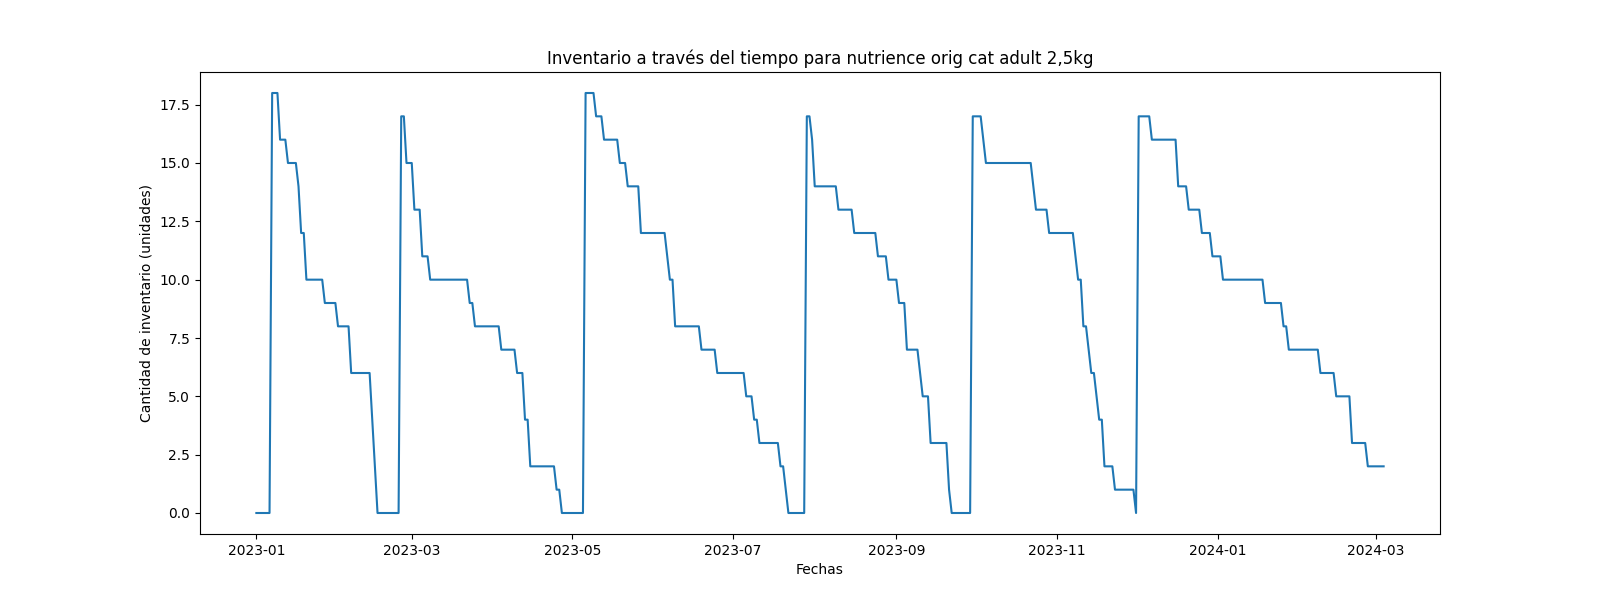 Inventario a través del tiempo para nutrience orig cat adult 2,5kg
Cantidad de inventario (unidades)
17.5
15.0
12.5
10.0
7.5
5.0
2.5
0.0
2023-01 2023-03 2023-05 2023-07 2023-09 2023-11 2024-01 2024-03
Fechas